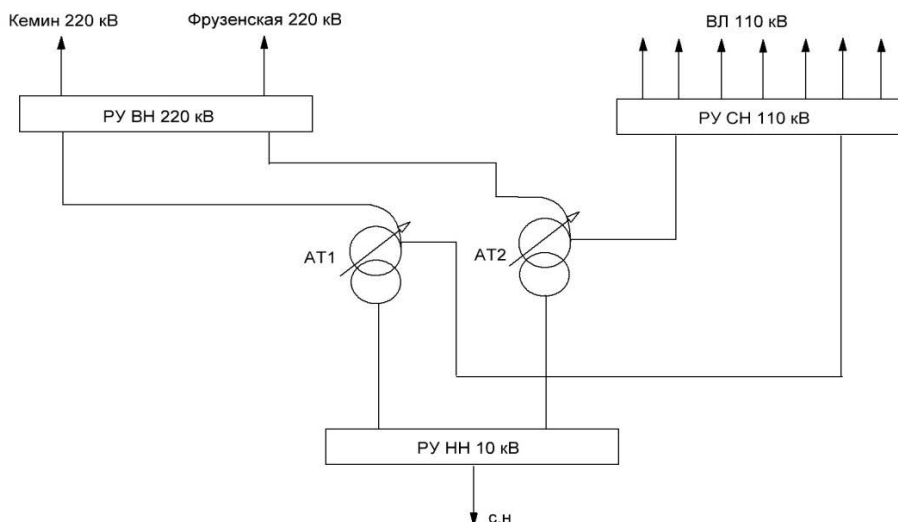 Кемин 220 кВ
Фрузенская 220 кВ
ВЛ 110 кВ
РУ ВН 220 кВ
РУ СН 110 кВ
АТ1
АТ2
РУ НН 10 кВ
с.н